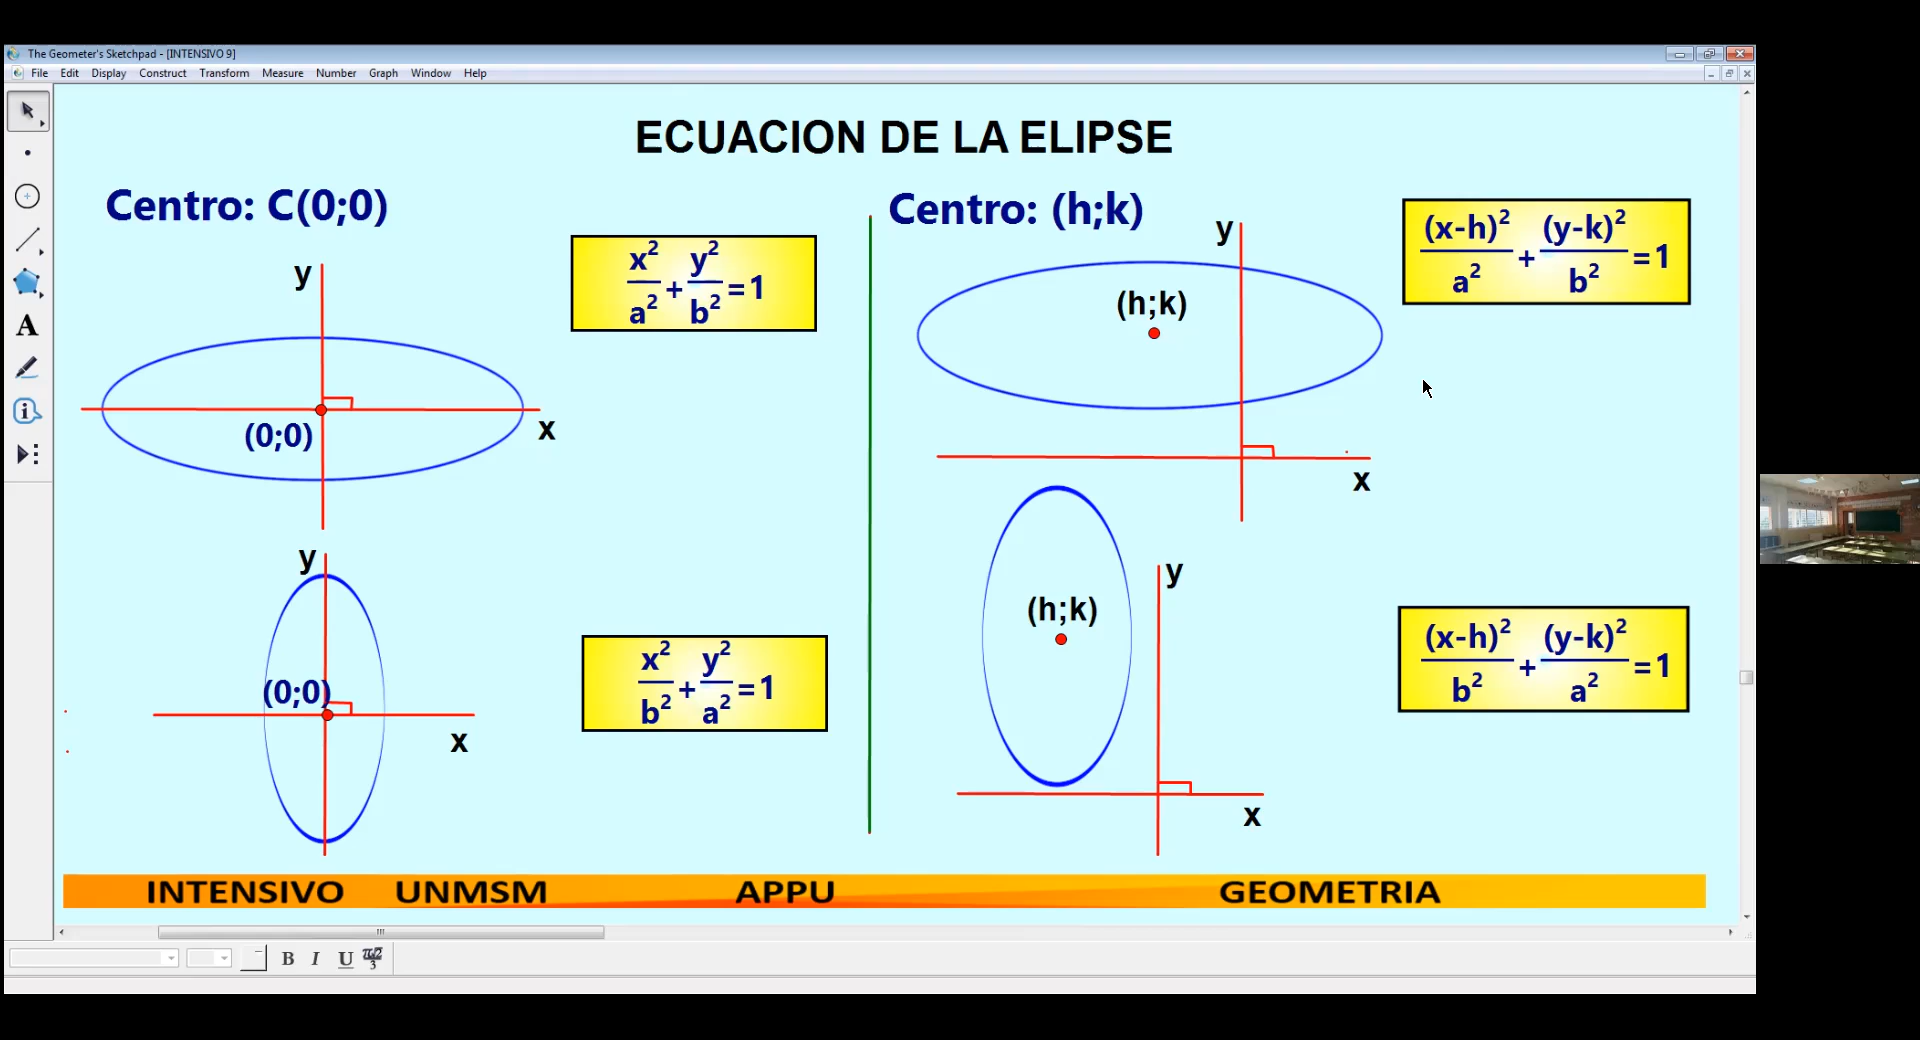 The Geometer's Sketchpad - [INTENSIVO 9]
File Edit Display Construct Transform Measure Number Graph Window Help
ECUACION DE LA ELIPSE
Centro: C(0;0)
y
x
(0;0)
x²/a² + y²/b² = 1
y
(0;0)
x
x²/b² + y²/a² = 1
Centro: (h;k)
y
(h;k)
x
(x-h)²/a² + (y-k)²/b² = 1
(h;k)
y
x
(x-h)²/b² + (y-k)²/a² = 1
INTENSIVO UNMSM APPU GEOMETRIA
B I U